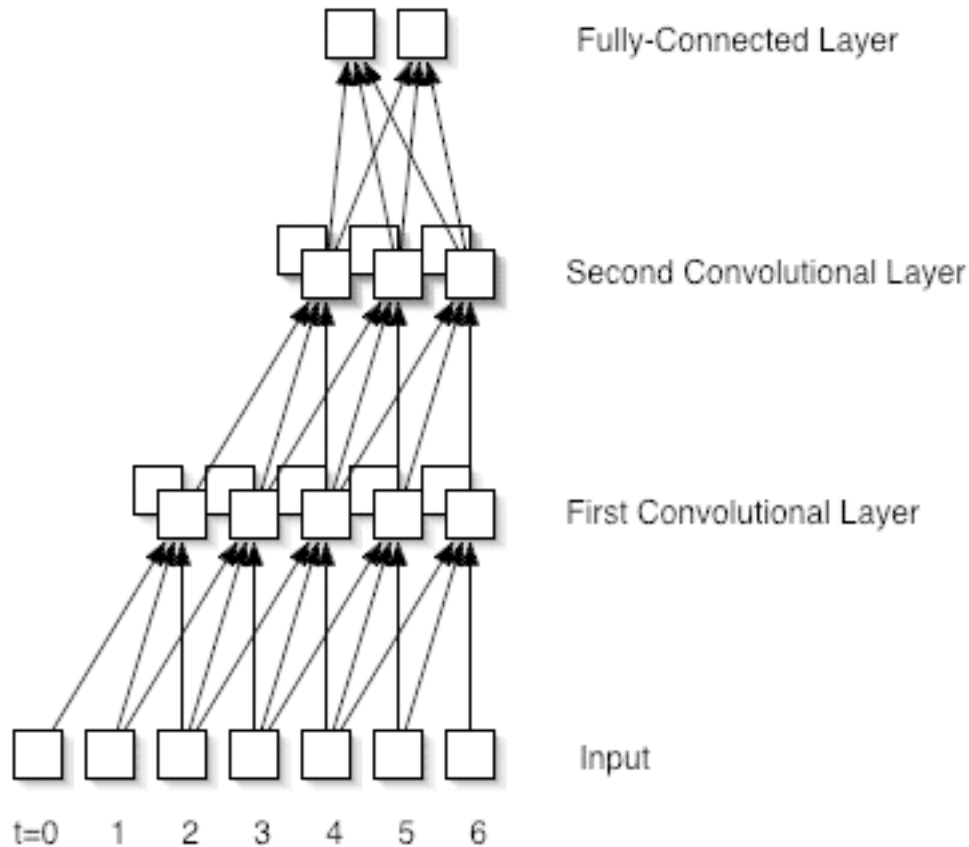 Fully-Connected Layer
Second Convolutional Layer
First Convolutional Layer
Input
t=0 1 2 3 4 5 6